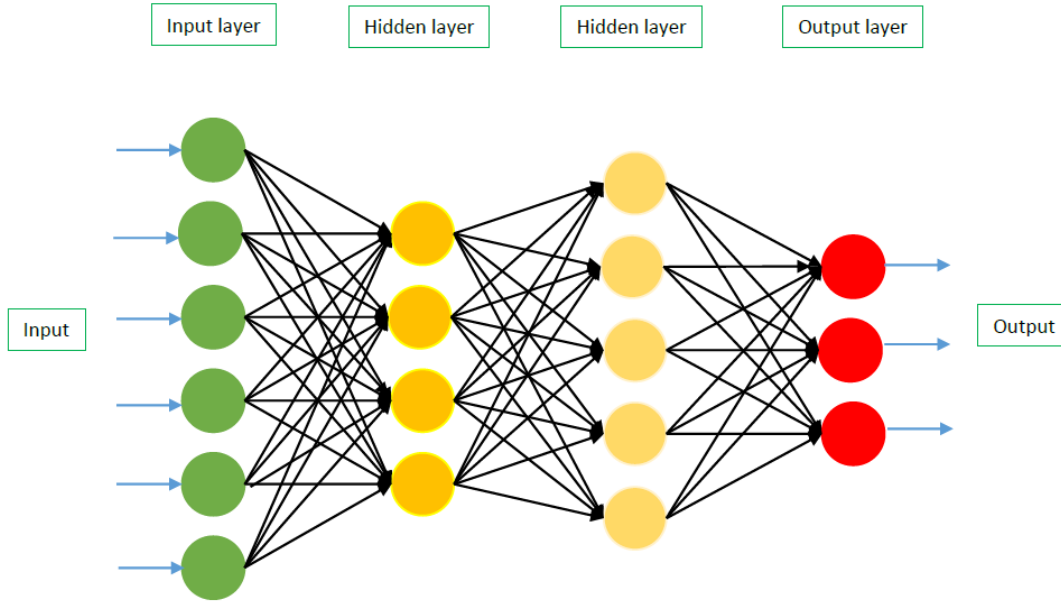 Input layer
Hidden layer
Hidden layer
Output layer
Input
Output